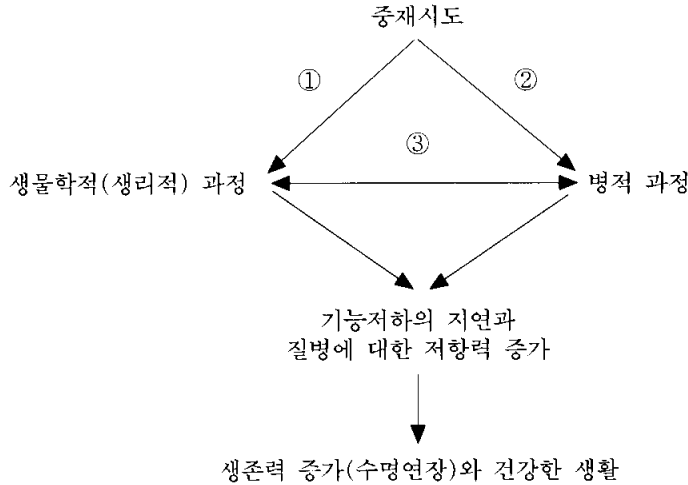 중재시도
① ②
③
생물학적(생리적) 과정 병적 과정
기능저하의 지연과
질병에 대한 저항력 증가
생존력 증가(수명연장)와 건강한 생활